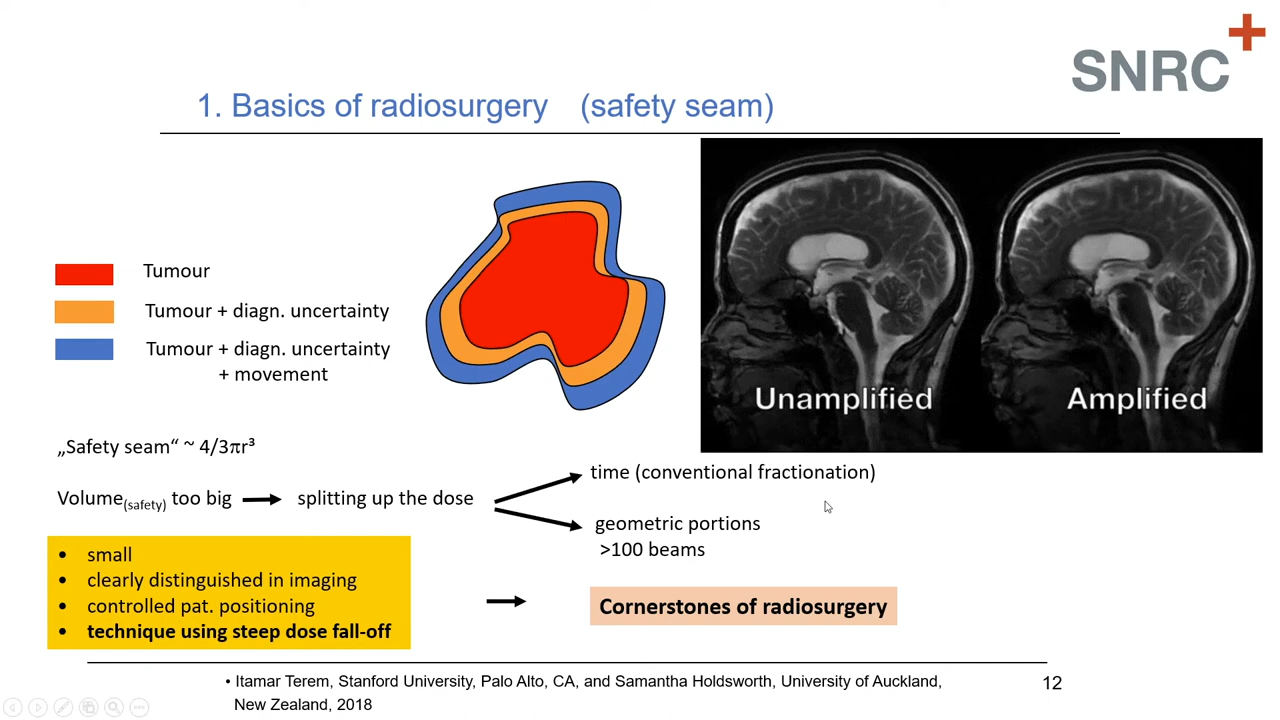 SNRC
1. Basics of radiosurgery (safety seam)
Tumour
Tumour + diagn. uncertainty
Tumour + diagn. uncertainty
+ movement
Unamplified
Amplified
„Safety seam“ ~ 4/3πr³
Volume(safety) too big
splitting up the dose
time (conventional fractionation)
geometric portions
>100 beams
• small
• clearly distinguished in imaging
• controlled pat. positioning
• technique using steep dose fall-off
Cornerstones of radiosurgery
• Itamar Terem, Stanford University, Palo Alto, CA, and Samantha Holdsworth, University of Auckland,
New Zealand, 2018
12